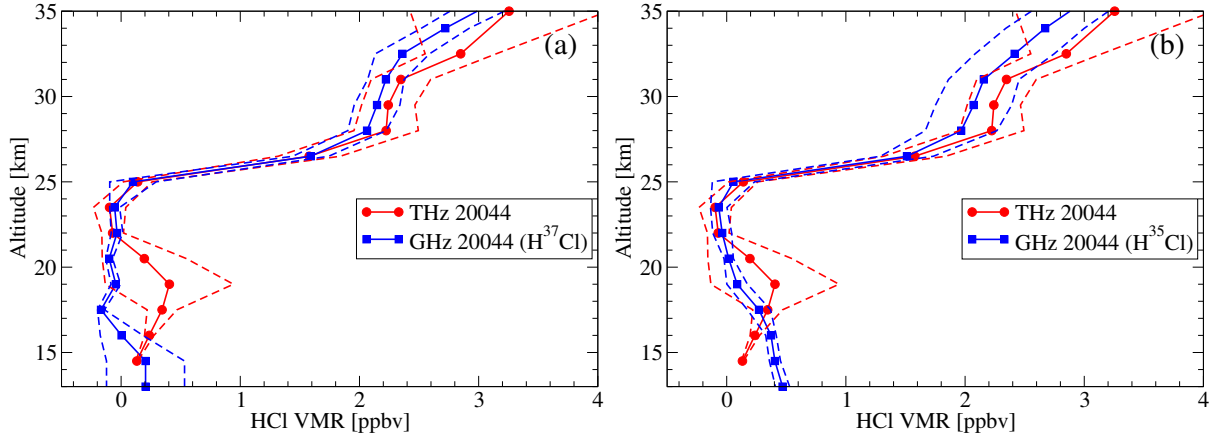 35
30
25
20
15
Altitude [km]
(a)
THz 20044
GHz 20044 (H³⁷Cl)
0
1
2
3
4
HCl VMR [ppbv]
35
30
25
20
15
Altitude [km]
(b)
THz 20044
GHz 20044 (H³⁵Cl)
0
1
2
3
4
HCl VMR [ppbv]